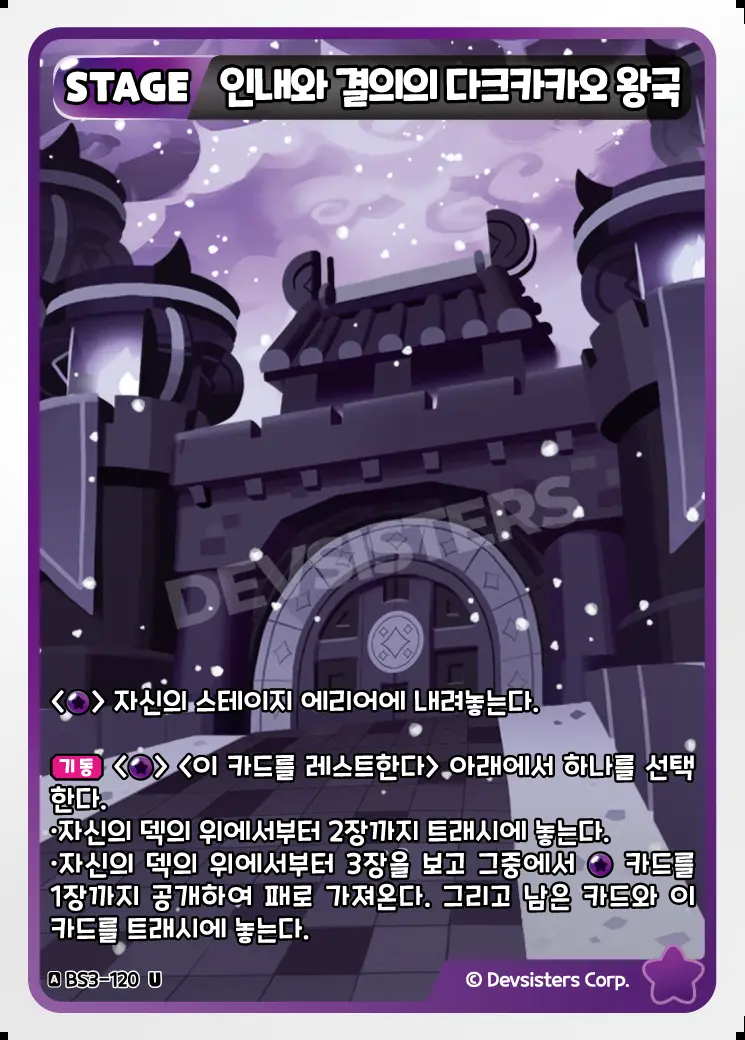 STAGE 인내와 결의의 다크카카오 왕국
DEVSISTERS
< > 자신의 스테이지 에리어에 내려놓는다.
기동 < > <이 카드를 레스트한다> 아래에서 하나를 선택
한다.
·자신의 덱의 위에서부터 2장까지 트래시에 놓는다.
·자신의 덱의 위에서부터 3장을 보고 그중에서 카드를
1장까지 공개하여 패로 가져온다. 그리고 남은 카드와 이
카드를 트래시에 놓는다.
A BS3-120 U
© Devsisters Corp.